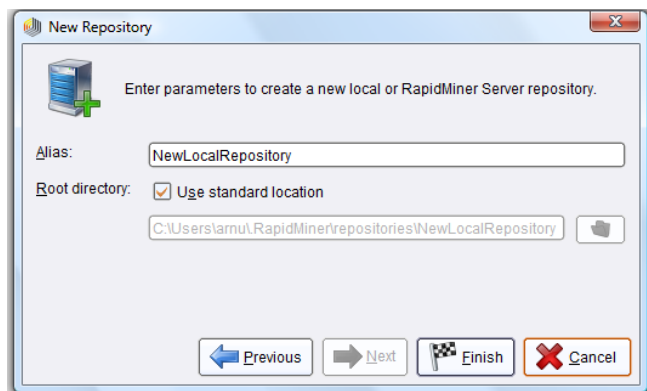 New Repository
Enter parameters to create a new local or RapidMiner Server repository.
Alias: NewLocalRepository
Root directory: Use standard location
C:\Users\arnu\.RapidMiner\repositories\NewLocalRepository
Previous Next Finish Cancel